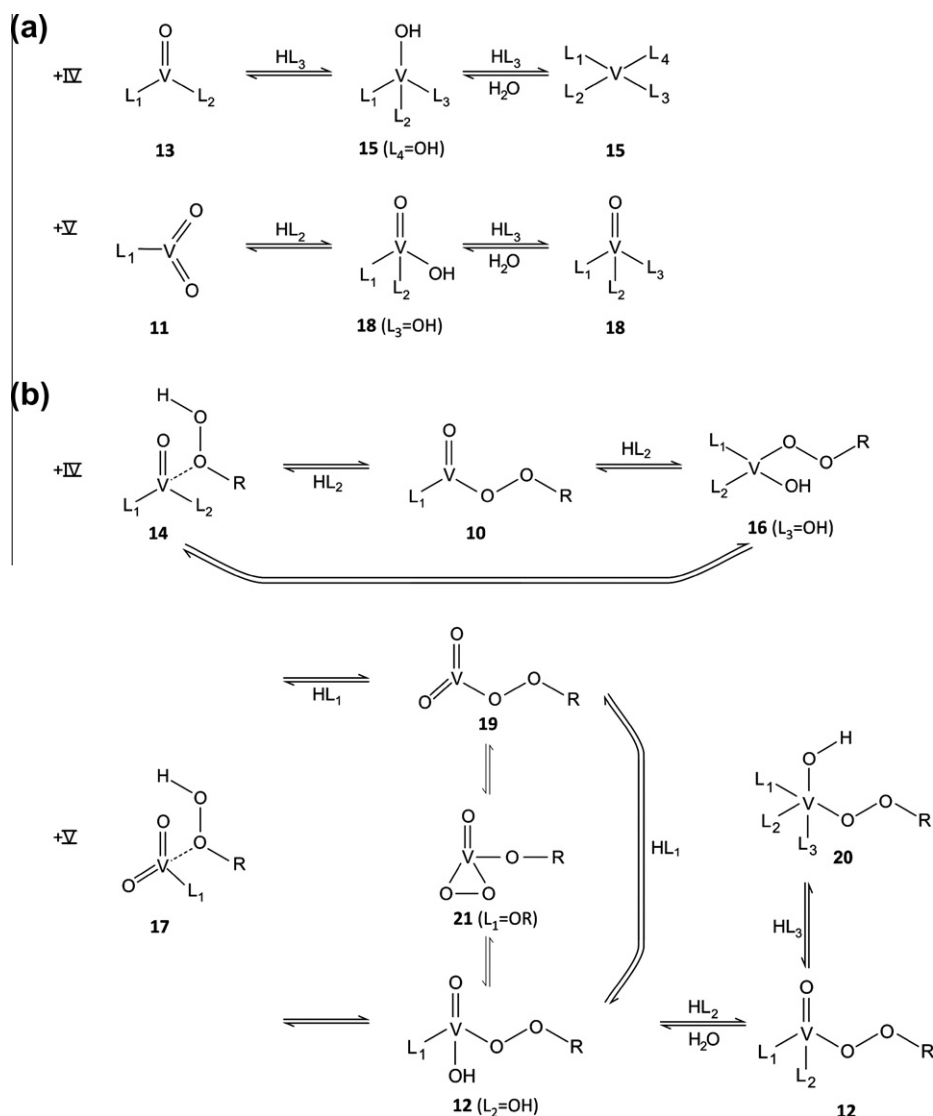 (a)
+IV
O
V
L₁
L₂
13
HL₃
OH
V
L₁
L₃
L₂
15 (L₄=OH)
HL₃
H₂O
L₁
L₄
V
L₂
L₃
15
+V
O
L₁
V
O
11
HL₂
O
V
L₁
OH
L₂
18 (L₃=OH)
HL₃
H₂O
O
V
L₁
L₃
L₂
18
(b)
+IV
H
O
O
O
V
R
L₁
L₂
14
HL₂
O
V
O
R
L₁
O
10
HL₂
L₁
O
R
V
O
L₂
OH
16 (L₃=OH)
HL₁
O
V
O
R
O
O
19
+V
H
O
O
O
V
R
O
L₁
17
O
V
O
R
O
O
21 (L₁=OR)
HL₁
O
V
O
R
L₁
O
OH
12 (L₂=OH)
HL₂
H₂O
H
O
L₁
V
O
R
L₂
O
L₃
20
HL₃
O
V
O
R
L₁
O
L₂
12